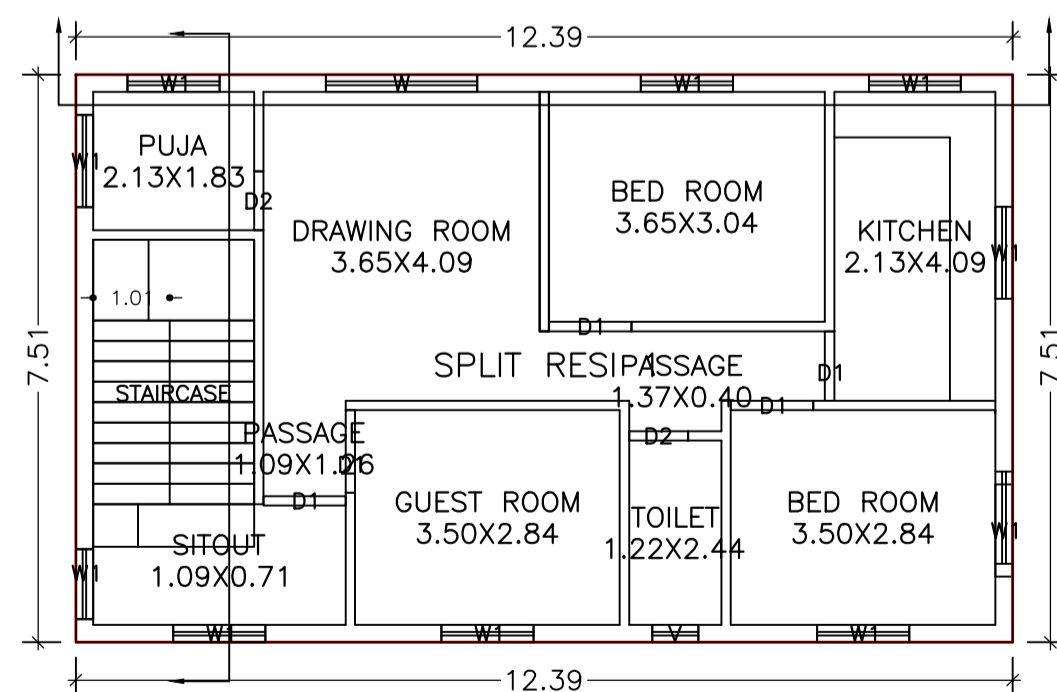 12.39
W1
W
W1
W1
W1
PUJA
2.13X1.83
D2
DRAWING ROOM
3.65X4.09
BED ROOM
3.65X3.04
KITCHEN
2.13X4.09
W1
1.01
7.51
7.51
D1
SPLIT RESI 1
PASSAGE
1.37X0.40
D1
D1
STAIRCASE
PASSAGE
1.09X1.26
D1
D2
D1
GUEST ROOM
3.50X2.84
TOILET
1.22X2.44
BED ROOM
3.50X2.84
W1
SITOUT
1.09X0.71
W1
W1
W1
V
W1
12.39